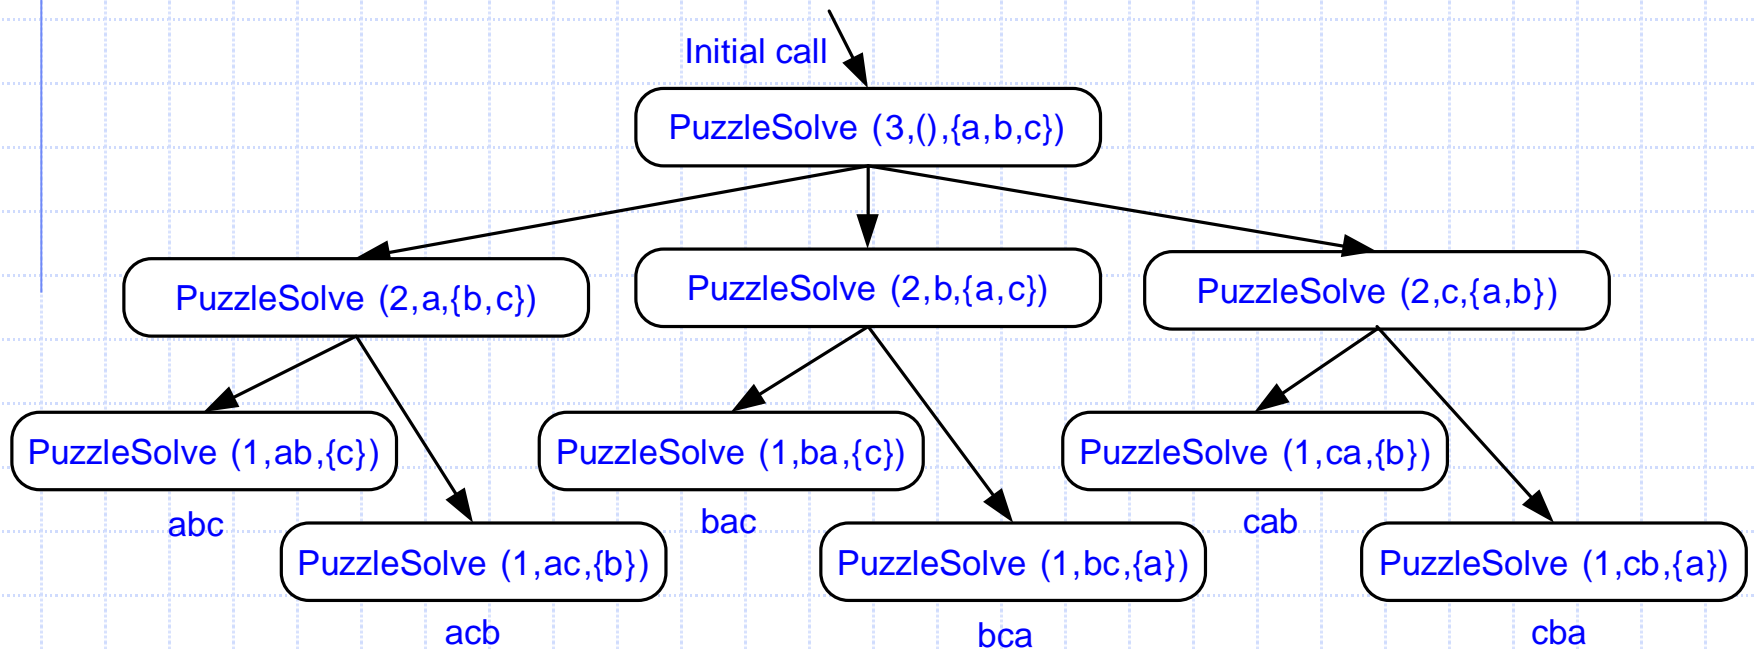 Initial call
PuzzleSolve (3,(),{a,b,c})
PuzzleSolve (2,a,{b,c})
PuzzleSolve (2,b,{a,c})
PuzzleSolve (2,c,{a,b})
PuzzleSolve (1,ab,{c})
PuzzleSolve (1,ba,{c})
PuzzleSolve (1,ca,{b})
abc
bac
cab
PuzzleSolve (1,ac,{b})
PuzzleSolve (1,bc,{a})
PuzzleSolve (1,cb,{a})
acb
bca
cba